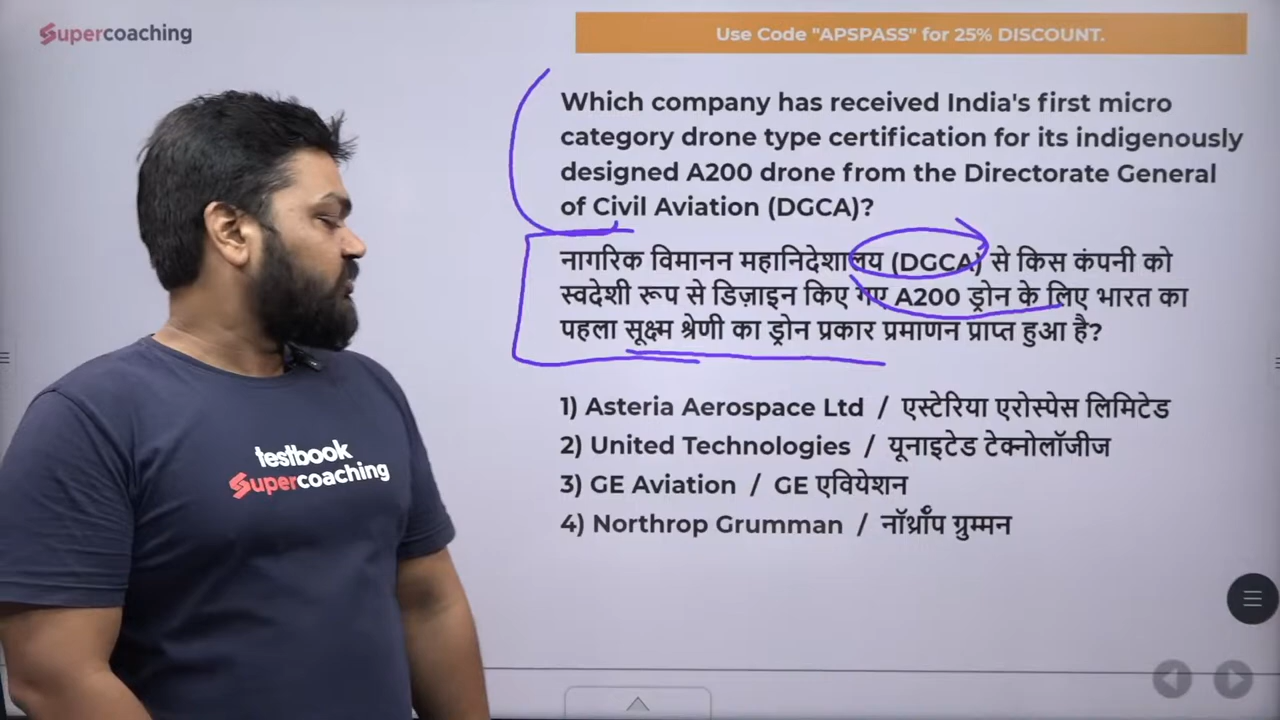 Supercoaching
Use Code "APSPASS" for 25% DISCOUNT.
Which company has received India's first micro
category drone type certification for its indigenously
designed A200 drone from the Directorate General
of Civil Aviation (DGCA)?
नागरिक विमानन महानिदेशालय (DGCA) से किस कंपनी को
स्वदेशी रूप से डिज़ाइन किए गए A200 ड्रोन के लिए भारत का
पहला सूक्ष्म श्रेणी का ड्रोन प्रकार प्रमाणन प्राप्त हुआ है?
1) Asteria Aerospace Ltd / एस्टेरिया एरोस्पेस लिमिटेड
2) United Technologies / यूनाइटेड टेक्नोलॉजीज
3) GE Aviation / GE एवियेशन
4) Northrop Grumman / नॉर्थ्रॉप ग्रुम्मन
testbook
Supercoaching